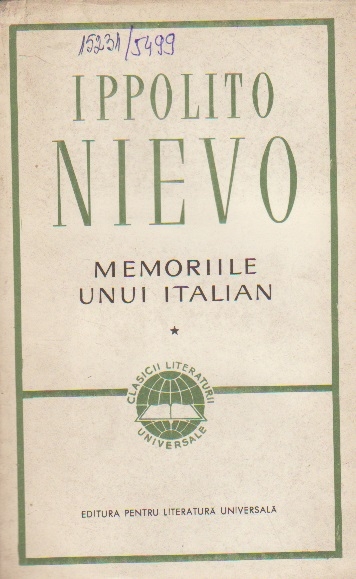 15231/5499
IPPOLITO
NIEVO
MEMORIILE
UNUI ITALIAN
*
CLASICII LITERATURII
UNIVERSALE
EDITURA PENTRU LITERATURA UNIVERSALĂ